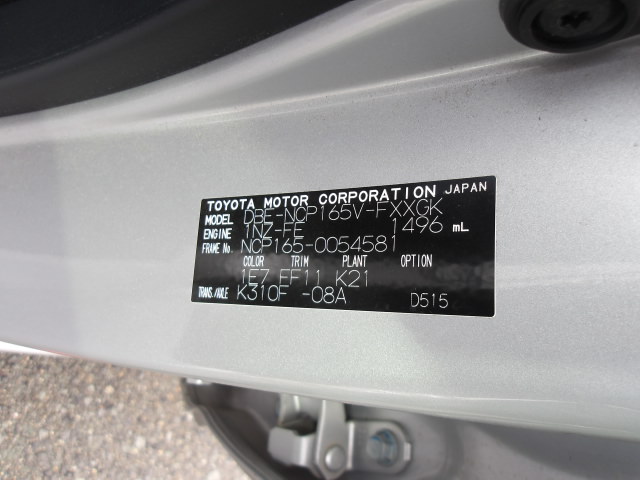 TOYOTA MOTOR CORPORATION JAPAN
MODEL DBE-NCP165V-FXXGK
ENGINE 1NZ-FE 1496 mL
FRAME No. NCP165-0054581
COLOR TRIM PLANT OPTION
1E7 FF11 K21
TRANS./AXLE K310F -08A D515